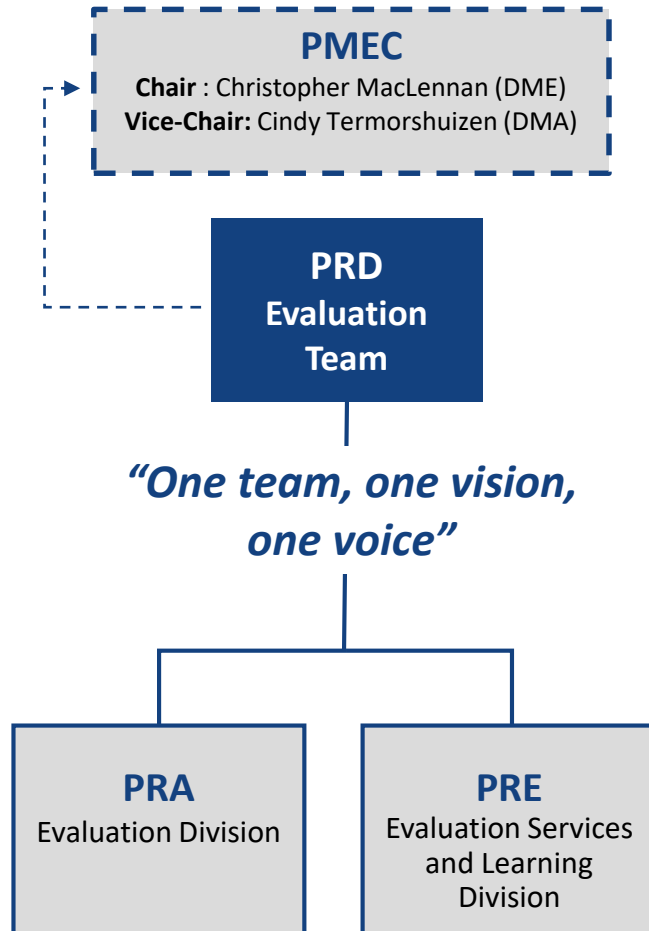 PMEC
Chair : Christopher MacLennan (DME)
Vice-Chair: Cindy Termorshuizen (DMA)
PRD
Evaluation
Team
“One team, one vision,
one voice”
PRA
Evaluation Division
PRE
Evaluation Services
and Learning
Division